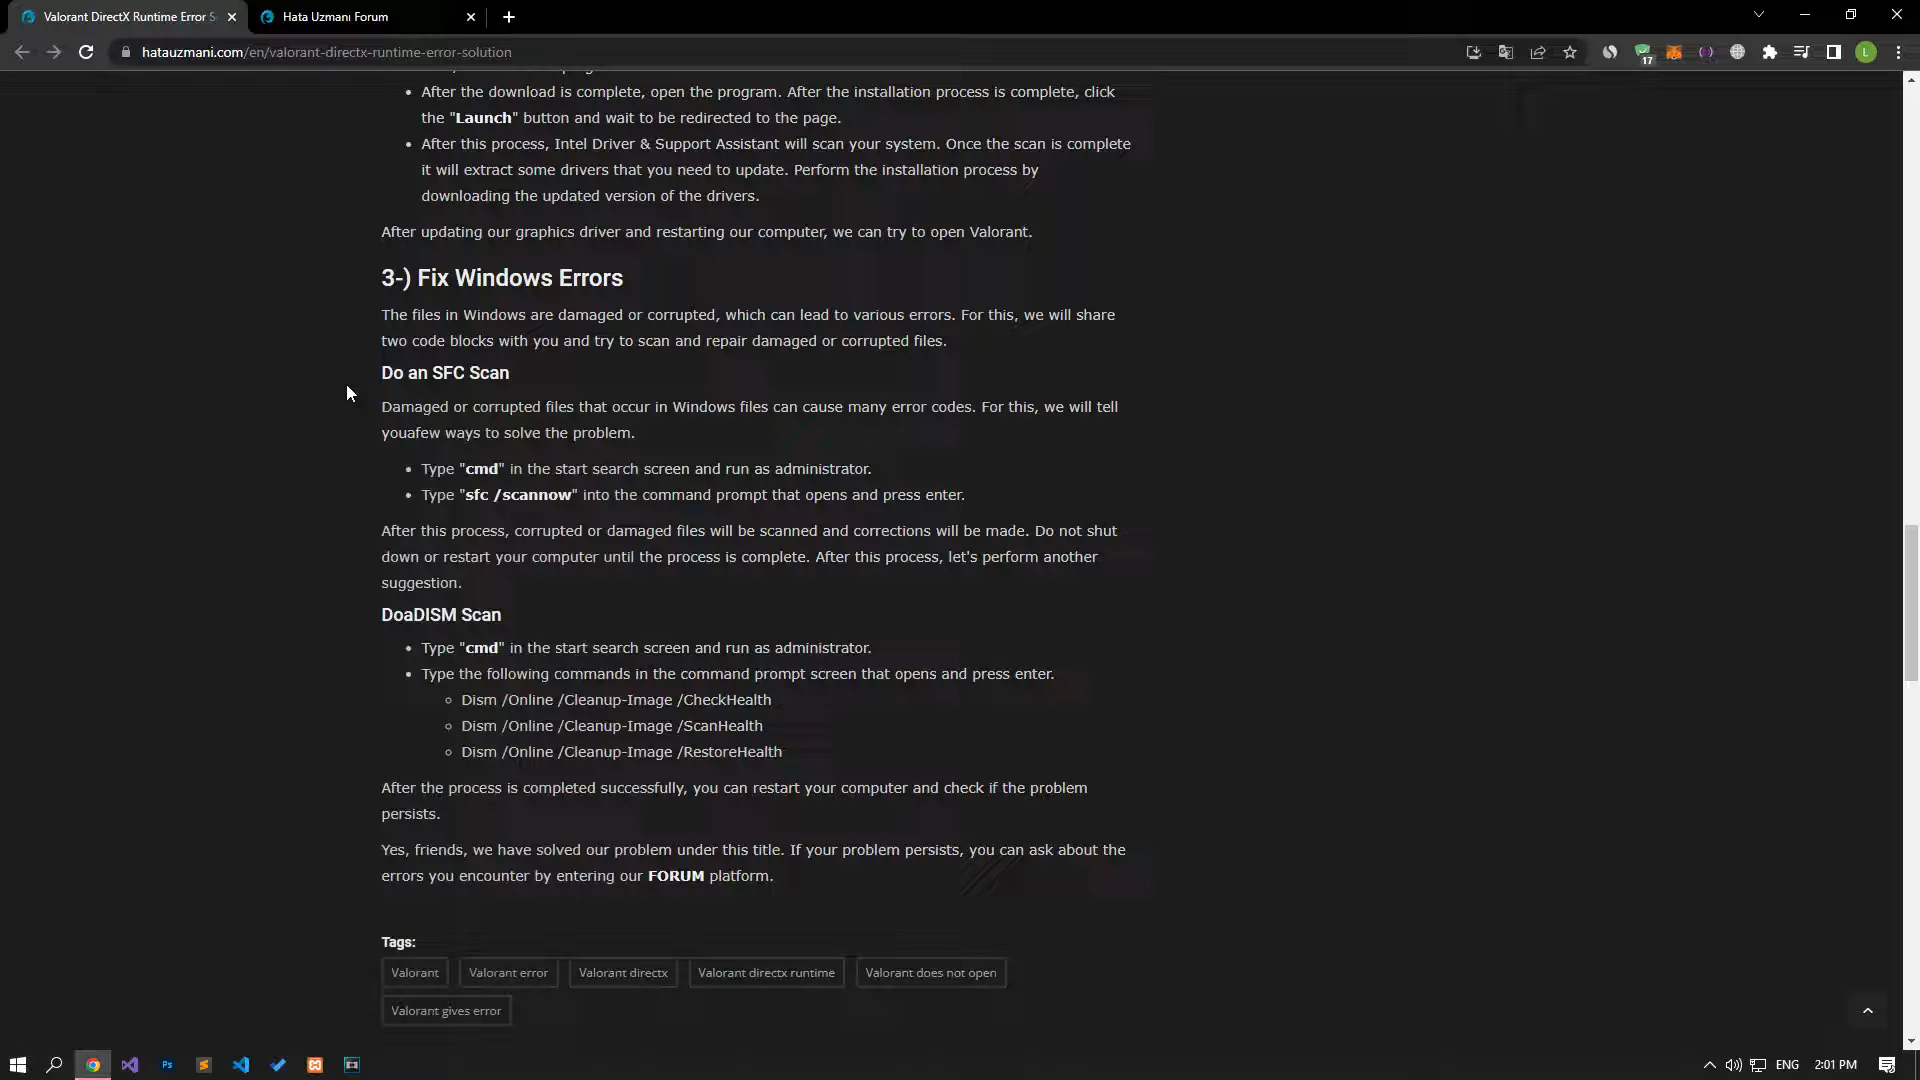 Valorant DirectX Runtime Error S
Hata Uzmanı Forum
hatauzmani.com/en/valorant-directx-runtime-error-solution
17
L
After the download is complete, open the program. After the installation process is complete, click
the "Launch" button and wait to be redirected to the page.
After this process, Intel Driver & Support Assistant will scan your system. Once the scan is complete
it will extract some drivers that you need to update. Perform the installation process by
downloading the updated version of the drivers.
After updating our graphics driver and restarting our computer, we can try to open Valorant.
3-) Fix Windows Errors
The files in Windows are damaged or corrupted, which can lead to various errors. For this, we will share
two code blocks with you and try to scan and repair damaged or corrupted files.
Do an SFC Scan
Damaged or corrupted files that occur in Windows files can cause many error codes. For this, we will tell
youafew ways to solve the problem.
Type "cmd" in the start search screen and run as administrator.
Type "sfc /scannow" into the command prompt that opens and press enter.
After this process, corrupted or damaged files will be scanned and corrections will be made. Do not shut
down or restart your computer until the process is complete. After this process, let's perform another
suggestion.
DoaDISM Scan
Type "cmd" in the start search screen and run as administrator.
Type the following commands in the command prompt screen that opens and press enter.
Dism /Online /Cleanup-Image /CheckHealth
Dism /Online /Cleanup-Image /ScanHealth
Dism /Online /Cleanup-Image /RestoreHealth
After the process is completed successfully, you can restart your computer and check if the problem
persists.
Yes, friends, we have solved our problem under this title. If your problem persists, you can ask about the
errors you encounter by entering our FORUM platform.
Tags:
Valorant
Valorant error
Valorant directx
Valorant directx runtime
Valorant does not open
Valorant gives error
Ps
ENG
2:01 PM